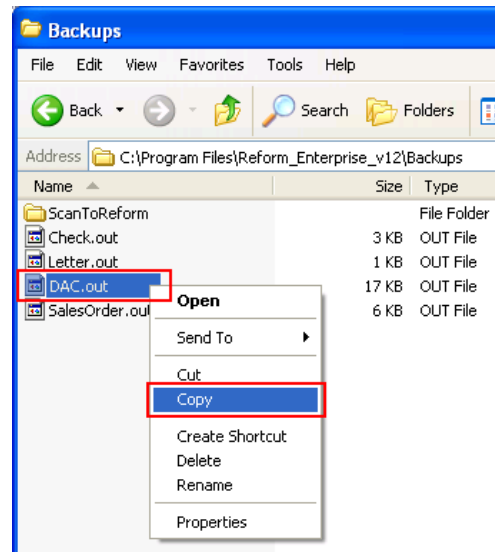 Backups
File Edit View Favorites Tools Help
Back Search Folders
Address C:\Program Files\Reform_Enterprise_v12\Backups
Name Size Type
ScanToReform File Folder
Check.out 3 KB OUT File
Letter.out 1 KB OUT File
DAC.out 17 KB OUT File
SalesOrder.out 6 KB OUT File
Open
Send To
Cut
Copy
Create Shortcut
Delete
Rename
Properties